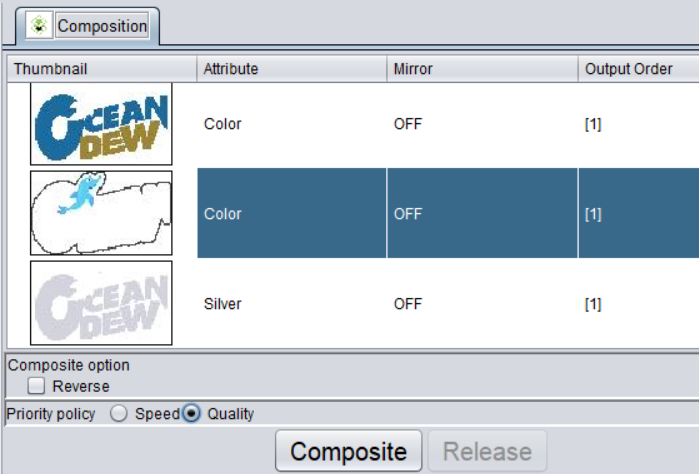 Composition
Thumbnail Attribute Mirror Output Order
OCEAN
DEW
Color OFF [1]
Color OFF [1]
OCEAN
DEW
Silver OFF [1]
Composite option
Reverse
Priority policy Speed Quality
Composite Release